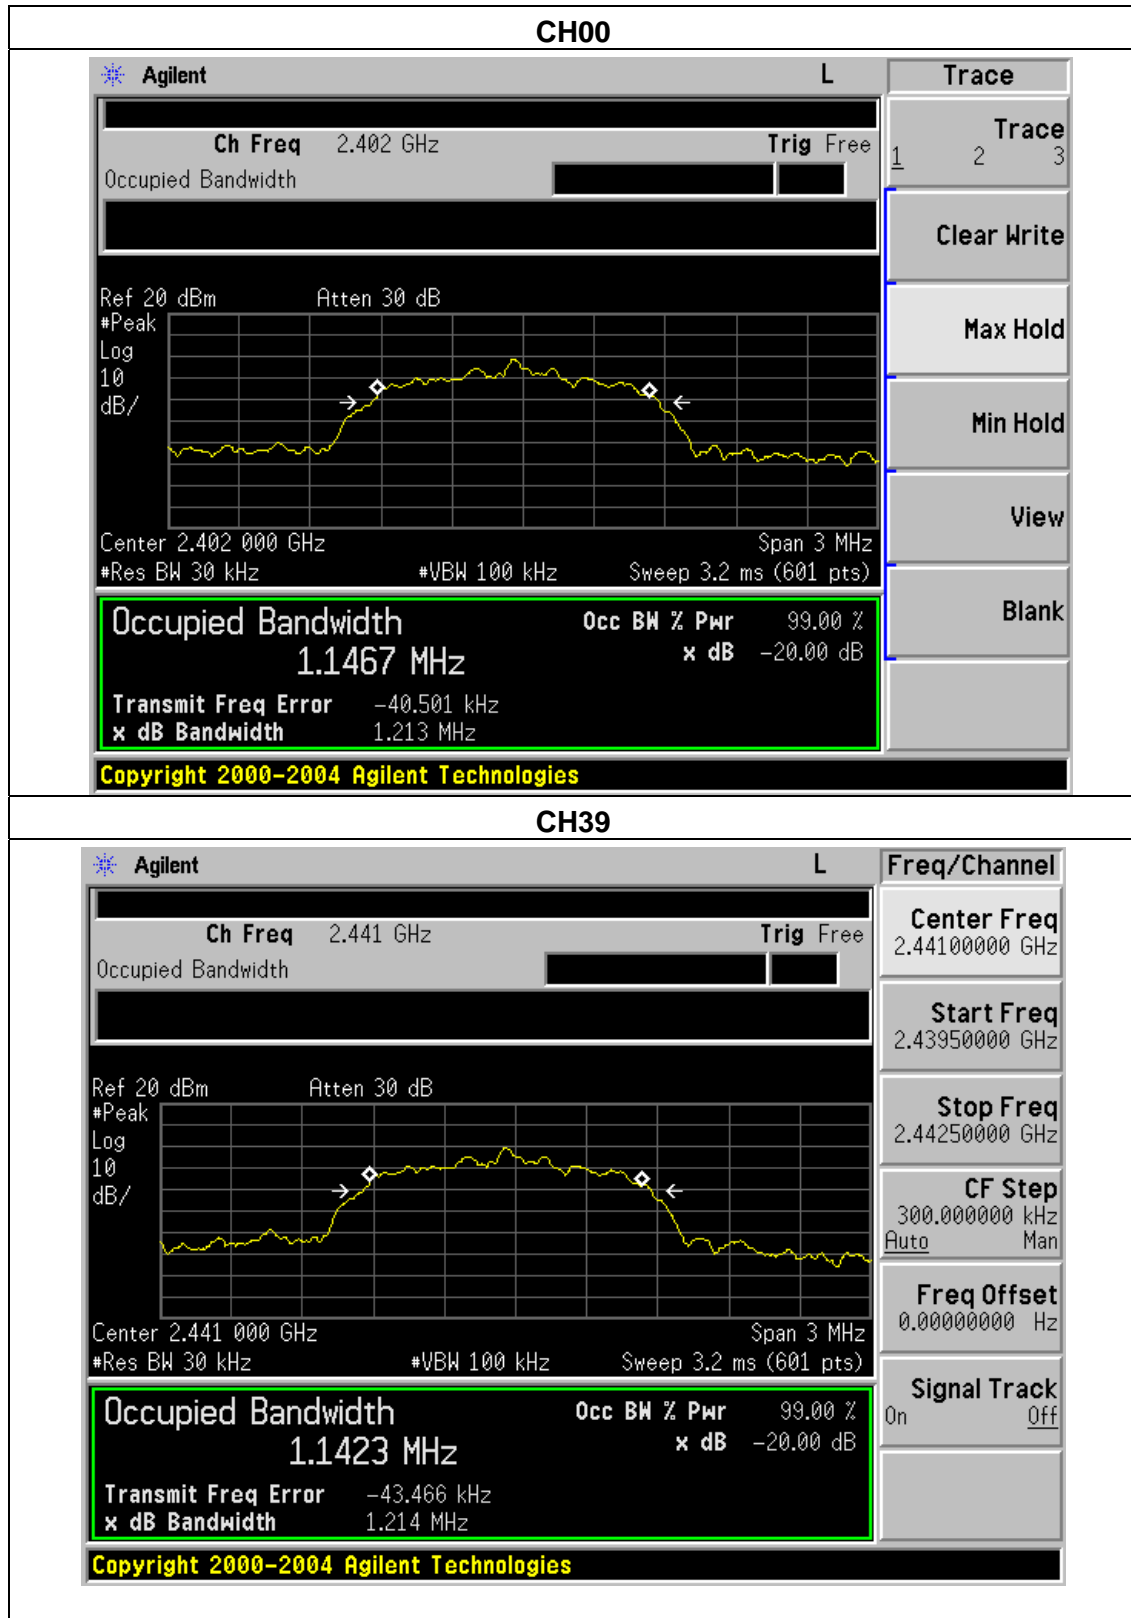 CH00
Agilent L Trace
Ch Freq 2.402 GHz Trig Free
Occupied Bandwidth
Trace
1 2 3
Clear Write
Max Hold
Min Hold
View
Blank
Ref 20 dBm Atten 30 dB
#Peak
Log
10
dB/
Center 2.402 000 GHz Span 3 MHz
#Res BW 30 kHz #VBW 100 kHz Sweep 3.2 ms (601 pts)
Occupied Bandwidth Occ BW % Pwr 99.00 %
1.1467 MHz x dB -20.00 dB
Transmit Freq Error -40.501 kHz
x dB Bandwidth 1.213 MHz
Copyright 2000-2004 Agilent Technologies
CH39
Agilent L Freq/Channel
Ch Freq 2.441 GHz Trig Free
Occupied Bandwidth
Center Freq
2.44100000 GHz
Start Freq
2.43950000 GHz
Stop Freq
2.44250000 GHz
CF Step
300.000000 kHz
Auto Man
Freq Offset
0.00000000 Hz
Signal Track
On Off
Ref 20 dBm Atten 30 dB
#Peak
Log
10
dB/
Center 2.441 000 GHz Span 3 MHz
#Res BW 30 kHz #VBW 100 kHz Sweep 3.2 ms (601 pts)
Occupied Bandwidth Occ BW % Pwr 99.00 %
1.1423 MHz x dB -20.00 dB
Transmit Freq Error -43.466 kHz
x dB Bandwidth 1.214 MHz
Copyright 2000-2004 Agilent Technologies